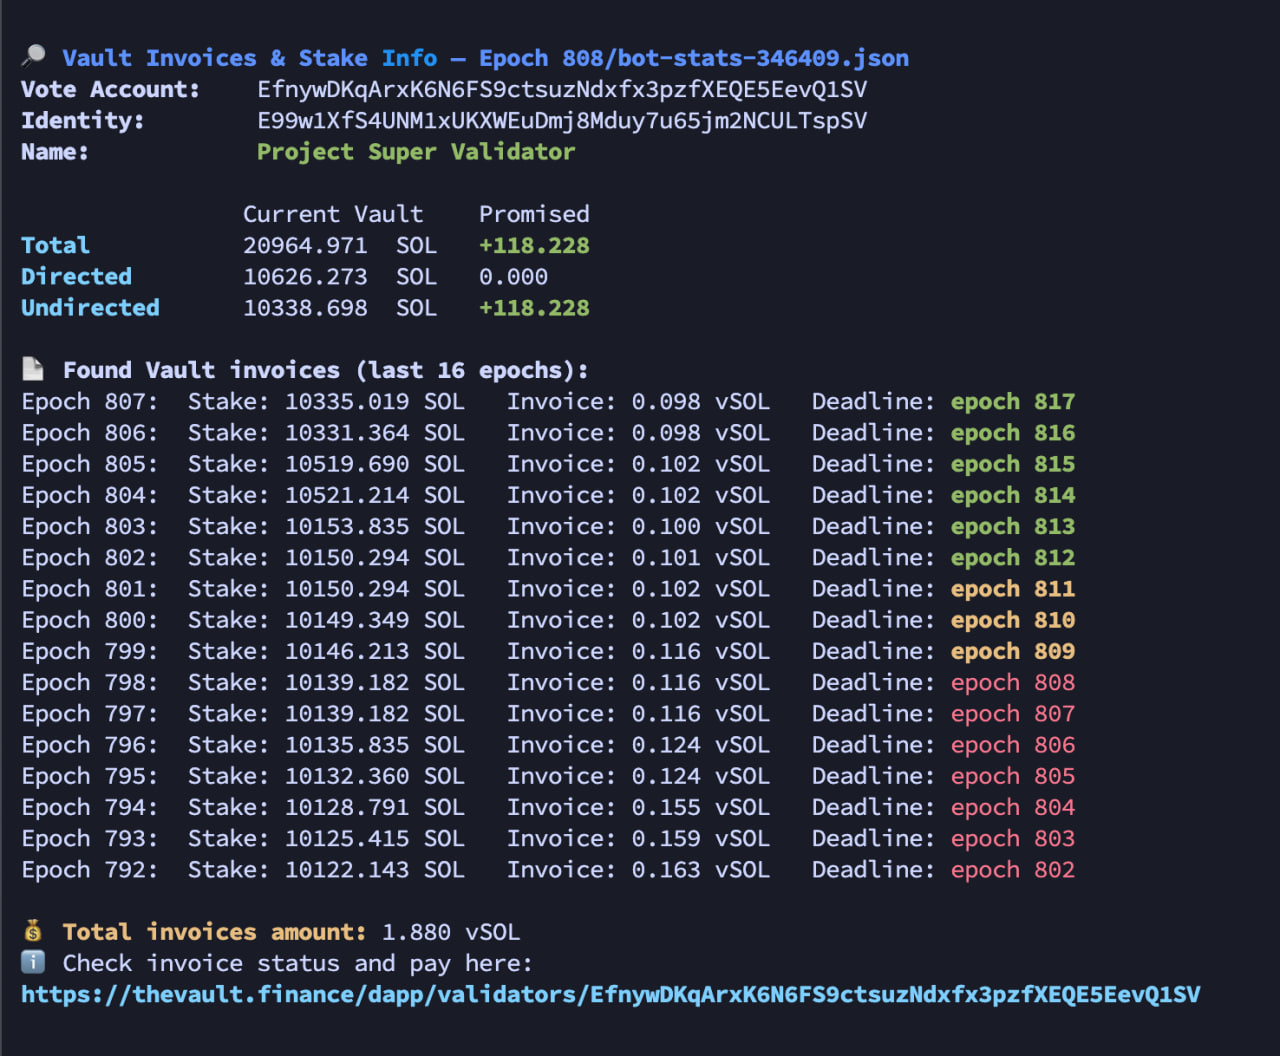 🔎 Vault Invoices & Stake Info — Epoch 808/bot-stats-346409.json
Vote Account: EfnywDKqArxK6N6FS9ctsuzNdxfx3pzfXEQE5EevQ1SV
Identity: E99w1XfS4UNM1xUKXWEuDmj8Mduy7u65jm2NCULTspSV
Name: Project Super Validator
Current Vault Promised
Total 20964.971 SOL +118.228
Directed 10626.273 SOL 0.000
Undirected 10338.698 SOL +118.228
📄 Found Vault invoices (last 16 epochs):
Epoch 807: Stake: 10335.019 SOL Invoice: 0.098 vSOL Deadline: epoch 817
Epoch 806: Stake: 10331.364 SOL Invoice: 0.098 vSOL Deadline: epoch 816
Epoch 805: Stake: 10519.690 SOL Invoice: 0.102 vSOL Deadline: epoch 815
Epoch 804: Stake: 10521.214 SOL Invoice: 0.102 vSOL Deadline: epoch 814
Epoch 803: Stake: 10153.835 SOL Invoice: 0.100 vSOL Deadline: epoch 813
Epoch 802: Stake: 10150.294 SOL Invoice: 0.101 vSOL Deadline: epoch 812
Epoch 801: Stake: 10150.294 SOL Invoice: 0.102 vSOL Deadline: epoch 811
Epoch 800: Stake: 10149.349 SOL Invoice: 0.102 vSOL Deadline: epoch 810
Epoch 799: Stake: 10146.213 SOL Invoice: 0.116 vSOL Deadline: epoch 809
Epoch 798: Stake: 10139.182 SOL Invoice: 0.116 vSOL Deadline: epoch 808
Epoch 797: Stake: 10139.182 SOL Invoice: 0.116 vSOL Deadline: epoch 807
Epoch 796: Stake: 10135.835 SOL Invoice: 0.124 vSOL Deadline: epoch 806
Epoch 795: Stake: 10132.360 SOL Invoice: 0.124 vSOL Deadline: epoch 805
Epoch 794: Stake: 10128.791 SOL Invoice: 0.155 vSOL Deadline: epoch 804
Epoch 793: Stake: 10125.415 SOL Invoice: 0.159 vSOL Deadline: epoch 803
Epoch 792: Stake: 10122.143 SOL Invoice: 0.163 vSOL Deadline: epoch 802
💰 Total invoices amount: 1.880 vSOL
ℹ️ Check invoice status and pay here:
https://thevault.finance/dapp/validators/EfnywDKqArxK6N6FS9ctsuzNdxfx3pzfXEQE5EevQ1SV